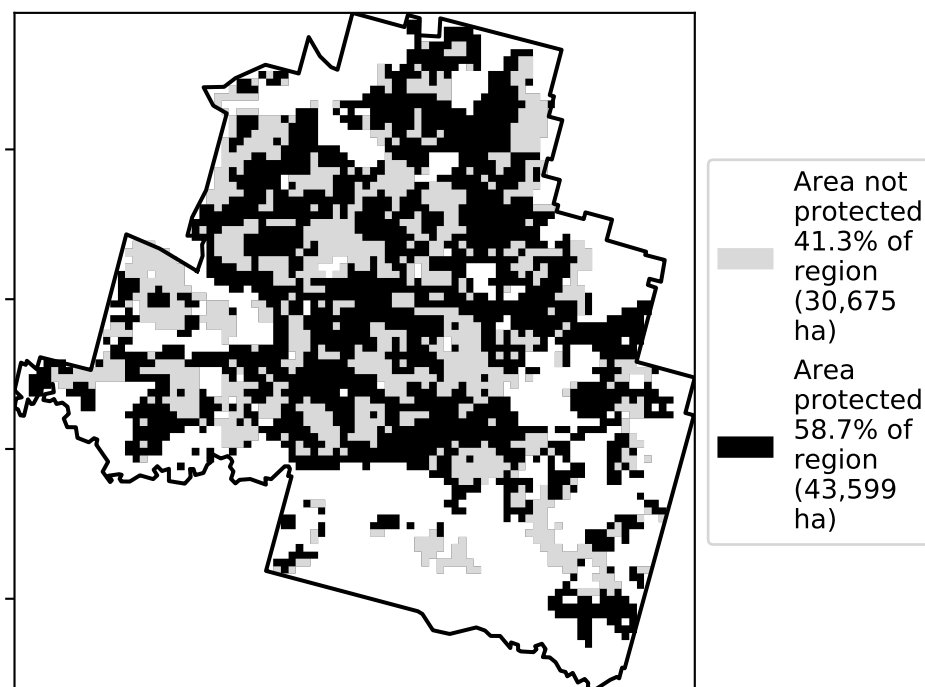 Area not
protected
41.3% of
region
(30,675
ha)
Area
protected
58.7% of
region
(43,599
ha)